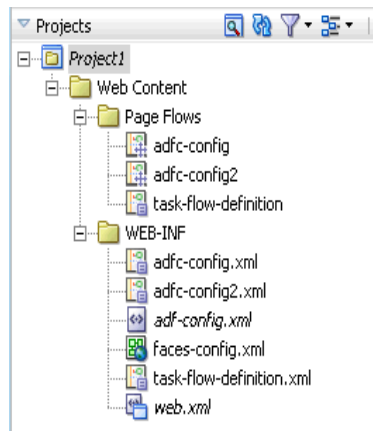 Projects
Project1
Web Content
Page Flows
adfc-config
adfc-config2
task-flow-definition
WEB-INF
adfc-config.xml
adfc-config2.xml
adf-config.xml
faces-config.xml
task-flow-definition.xml
web.xml